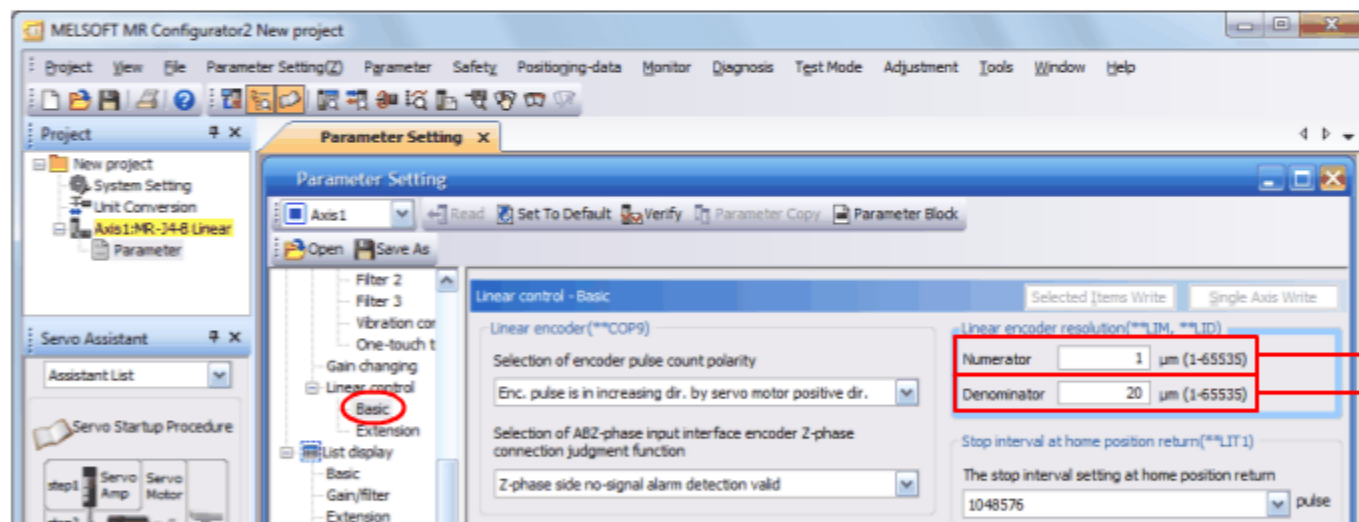 MELSOFT MR Configurator2 New project
Project View File Parameter Setting(Z) Parameter Safety Positioning-data Monitor Diagnosis Test Mode Adjustment Tools Window Help
Project
Parameter Setting
New project
System Setting
Unit Conversion
Axis1:MR-J4-B Linear
Parameter
Parameter Setting
Axis1 Read Set To Default Verify Parameter Copy Parameter Block
Open Save As
Filter 2
Filter 3
Vibration cor
One-touch t
Gain changing
Linear control
Basic
Extension
List display
Basic
Gain/filter
Extension
Servo Assistant
Assistant List
Servo Startup Procedure
step1 Servo Amp Servo Motor
Linear control - Basic Selected Items Write Single Axis Write
Linear encoder(**COP9)
Selection of encoder pulse count polarity
Enc. pulse is in increasing dir. by servo motor positive dir.
Selection of ABZ-phase input interface encoder Z-phase
connection judgment function
Z-phase side no-signal alarm detection valid
Linear encoder resolution(**LIM, **LID)
Numerator 1 µm (1-65535)
Denominator 20 µm (1-65535)
Stop interval at home position return(**LIT1)
The stop interval setting at home position return
1048576 pulse